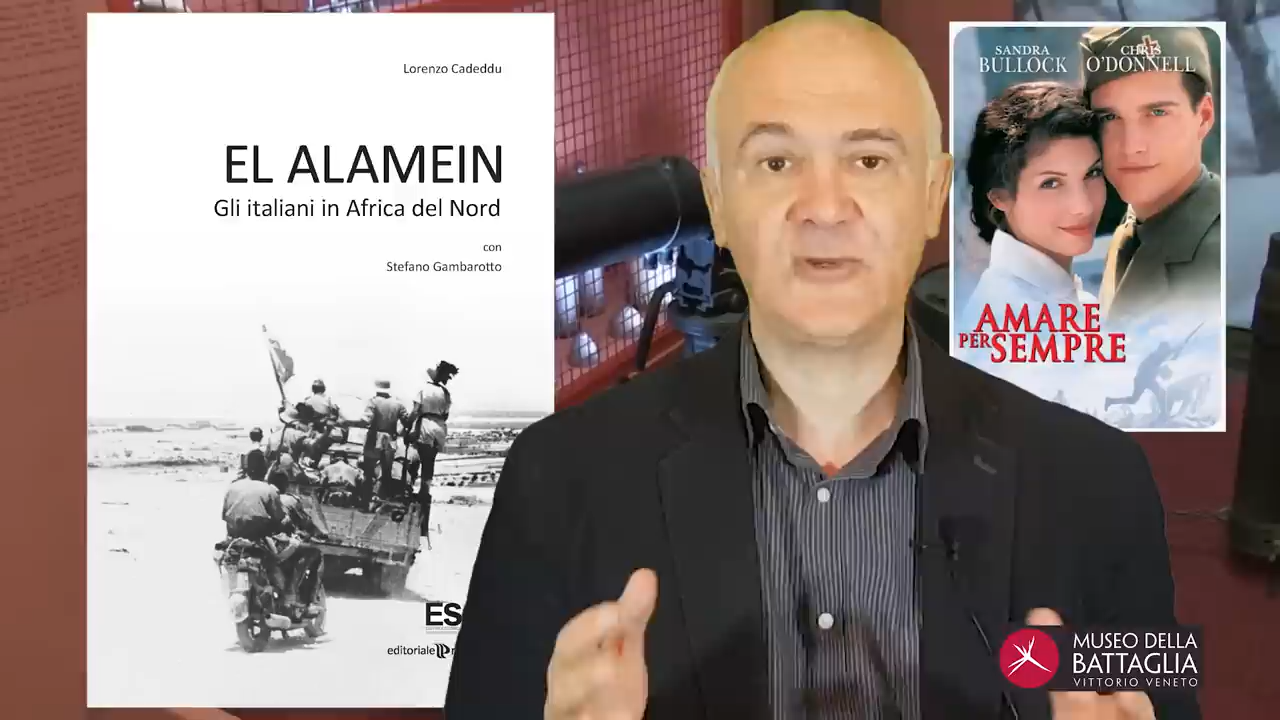 Lorenzo Cadeddu
EL ALAMEIN
Gli italiani in Africa del Nord
con
Stefano Gambarotto
ES
editoriale
SANDRA
BULLOCK
CHRIS
O'DONNELL
AMARE
PER SEMPRE
MUSEO DELLA
BATTAGLIA
VITTORIO VENETO